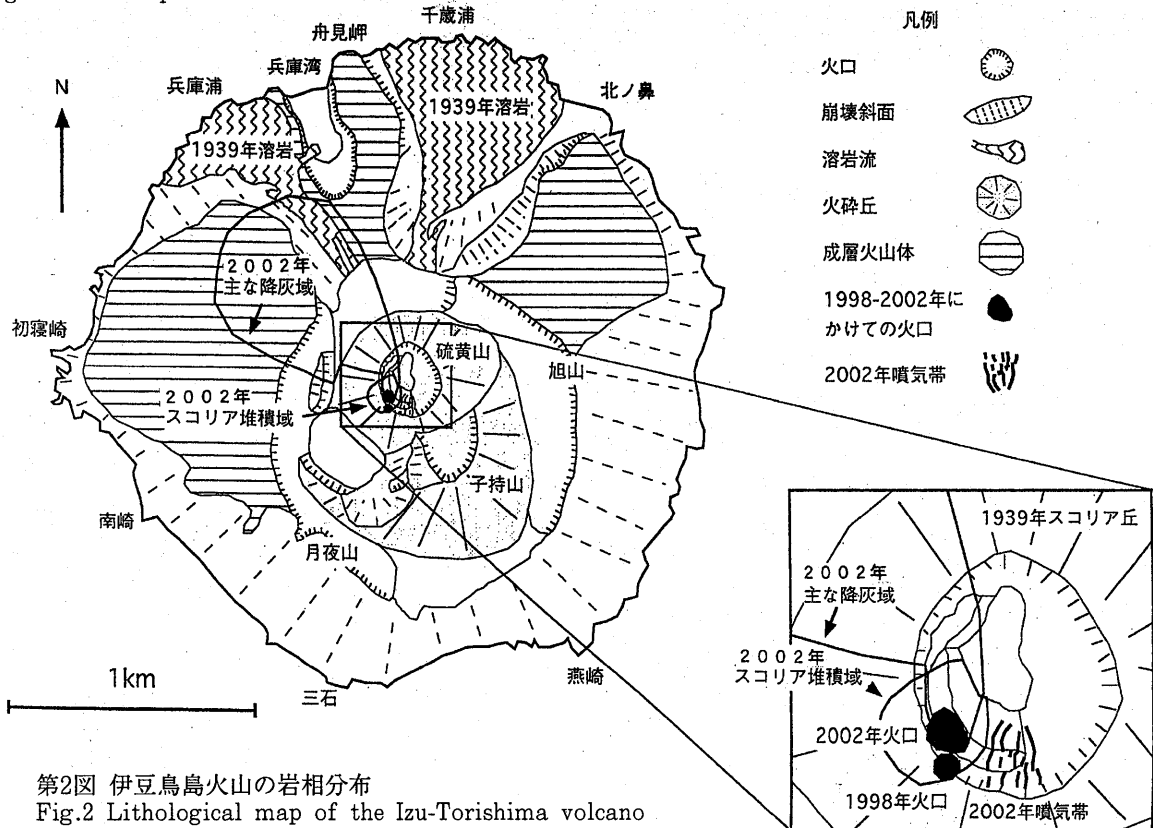 千歳浦
舟見岬
兵庫湾
兵庫浦
N
1939年溶岩
北ノ鼻
1939年溶岩
2002年
主な降灰域
初寝崎
硫黄山
旭山
2002年
スコリア堆積域
子持山
南崎
月夜山
燕崎
三石
1km
凡例
火口
崩壊斜面
溶岩流
火砕丘
成層火山体
1998-2002年に
かけての火口
2002年噴気帯
1939年スコリア丘
2002年
主な降灰域
2002年
スコリア堆積域
2002年火口
1998年火口
2002年噴気帯
第2図 伊豆鳥島火山の岩相分布
Fig.2 Lithological map of the Izu-Torishima volcano